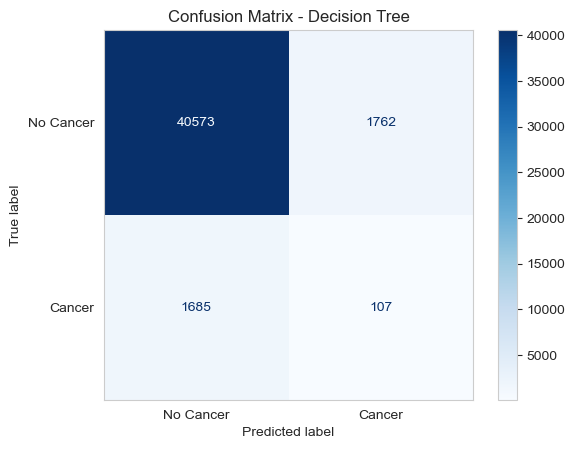 Confusion Matrix - Decision Tree
True label
No Cancer
Cancer
40573
1762
1685
107
No Cancer
Cancer
Predicted label
40000
35000
30000
25000
20000
15000
10000
5000